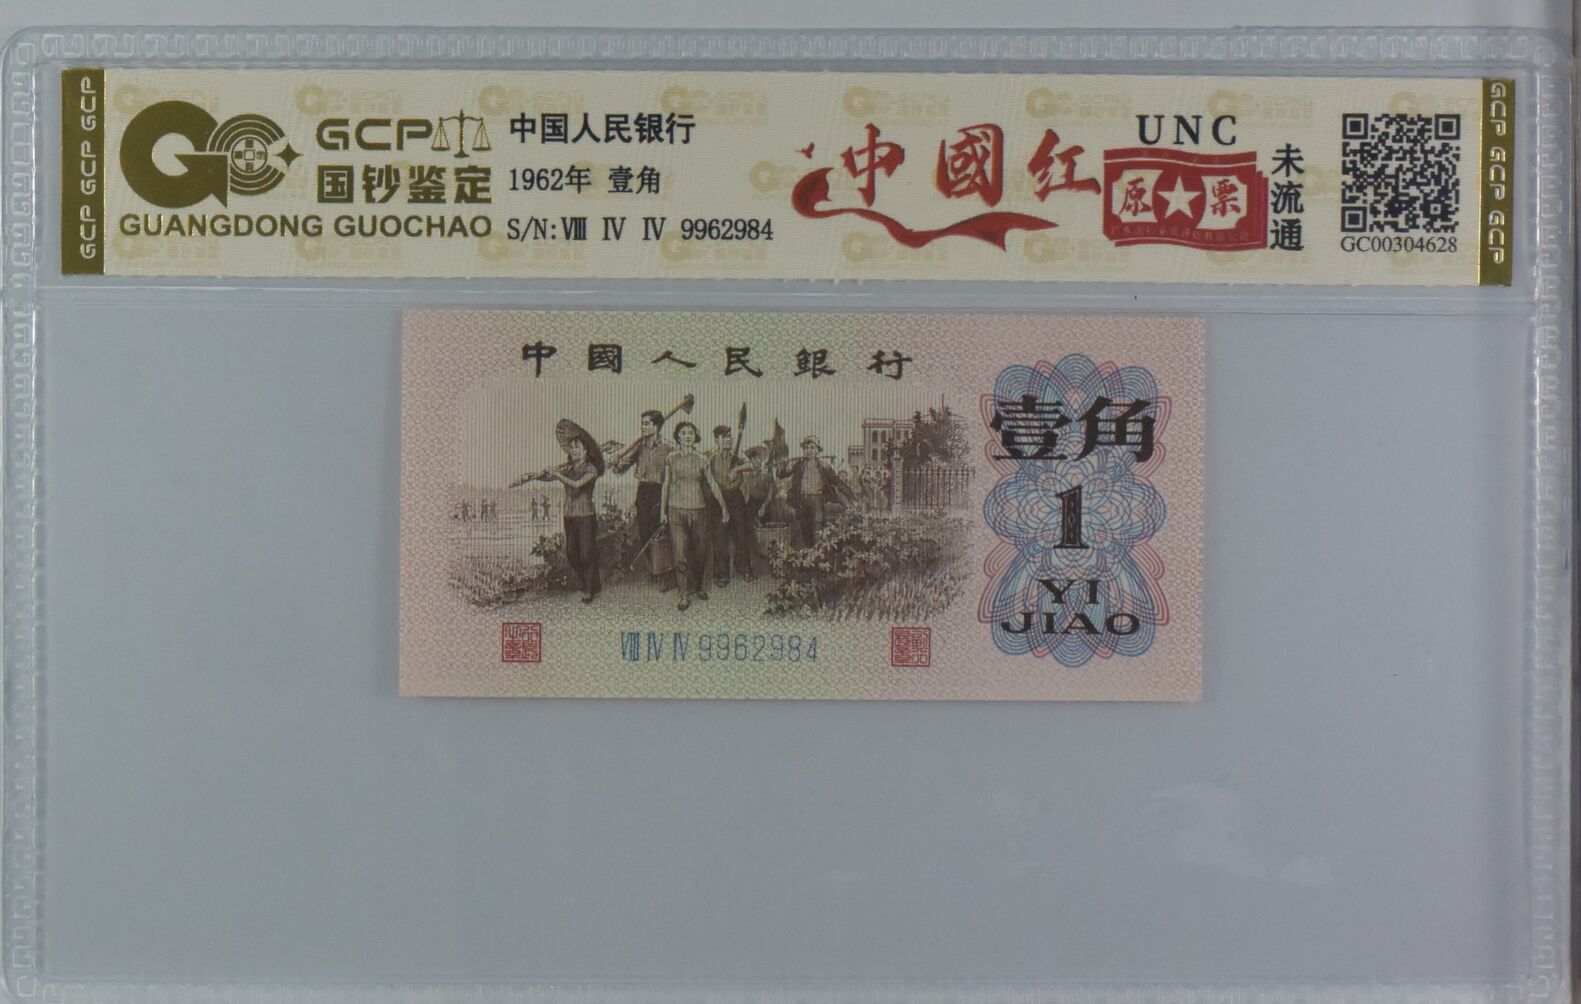 GCP GCP GCP
GCP
国钞鉴定
GUANGDONG GUOCHAO
中国人民银行
1962年 壹角
S/N: Ⅷ Ⅳ Ⅳ 9962984
中國红
UNC
原★票
未流通
GC00304628
GCP GCP GCP
中國人民銀行
壹角
1
YI
JIAO
Ⅷ Ⅳ Ⅳ 9962984